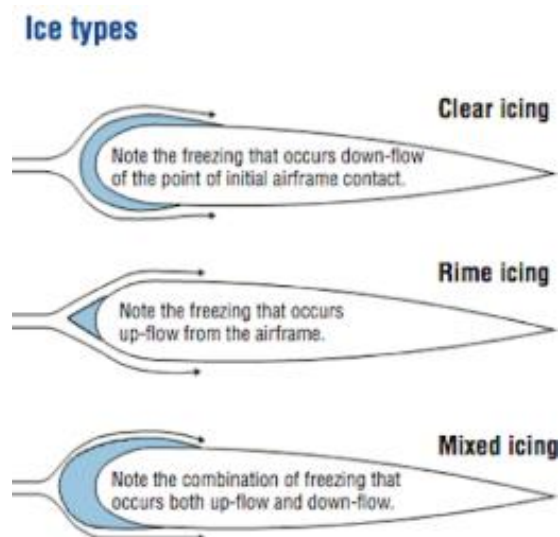 Ice types
Clear icing
Note the freezing that occurs down-flow
of the point of initial airframe contact.
Rime icing
Note the freezing that occurs
up-flow from the airframe.
Mixed icing
Note the combination of freezing that
occurs both up-flow and down-flow.